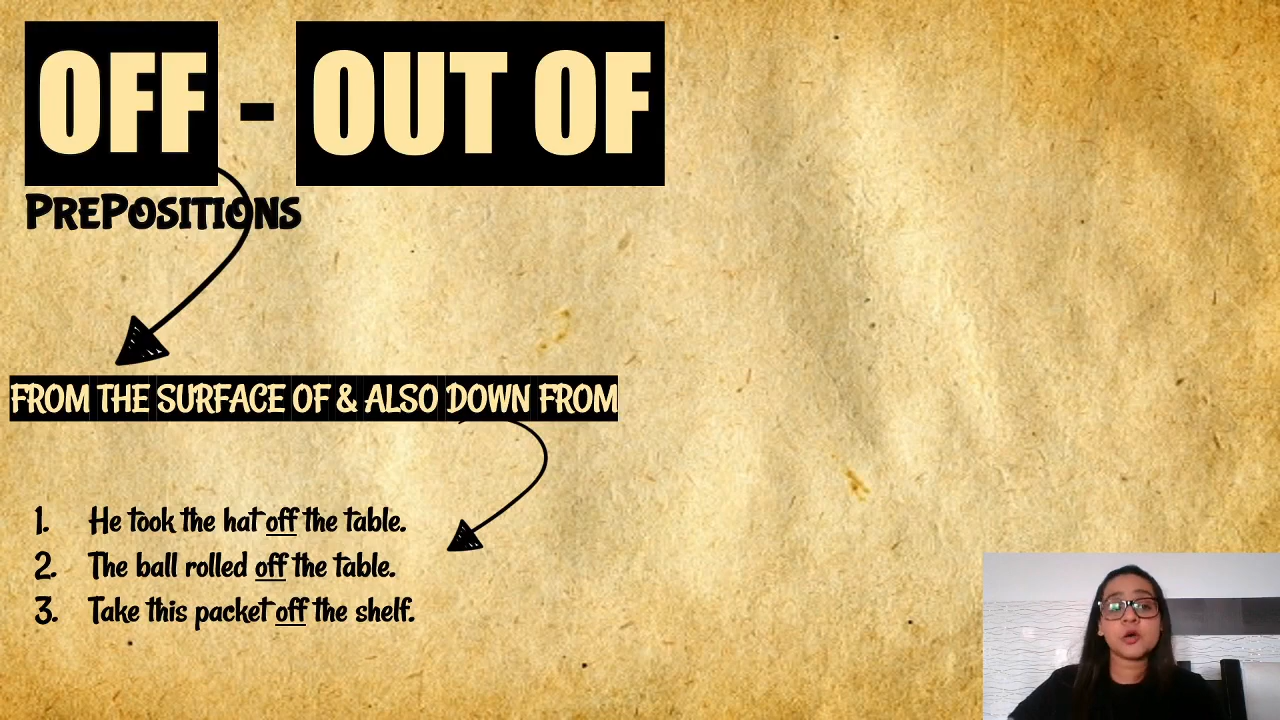 OFF - OUT OF
PREPOSITIONS
FROM THE SURFACE OF & ALSO DOWN FROM
1. He took the hat off the table.
2. The ball rolled off the table.
3. Take this packet off the shelf.